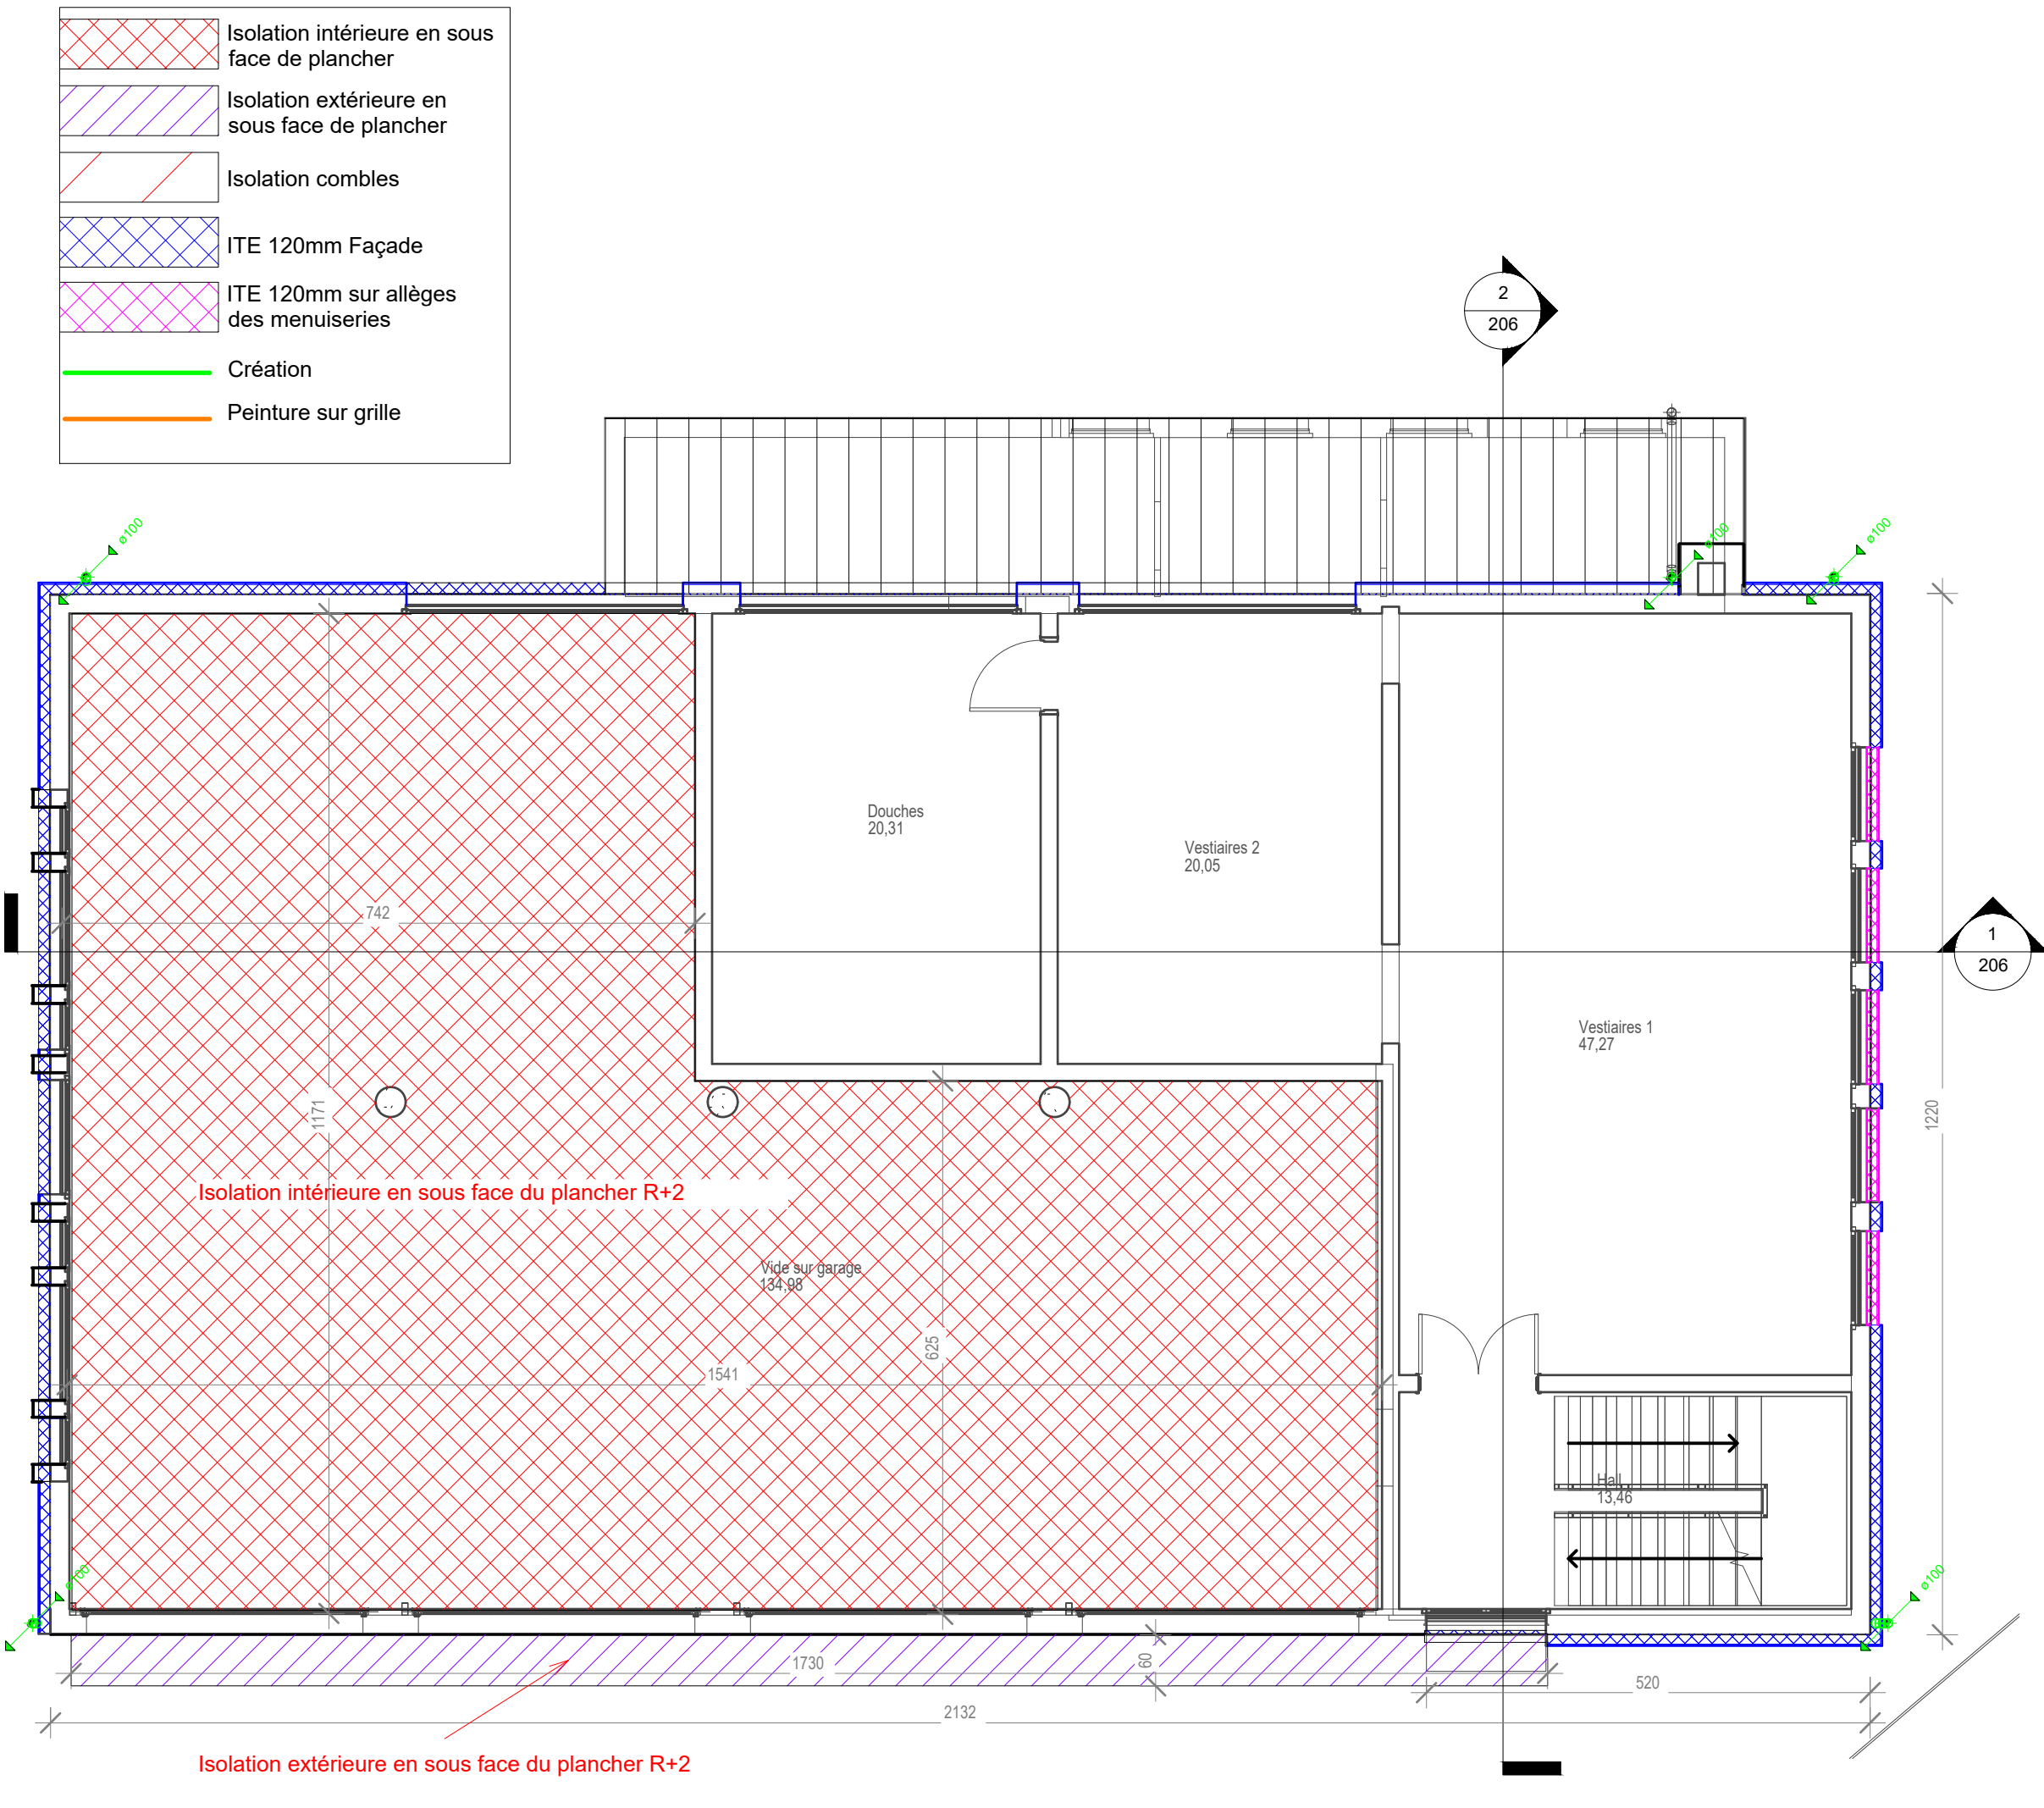 Isolation intérieure en sous
face de plancher
Isolation extérieure en
sous face de plancher
Isolation combles
ITE 120mm Façade
ITE 120mm sur allèges
des menuiseries
Création
Peinture sur grille
2
206
ø100
ø100
ø100
Douches
20,31
Vestiaires 2
20,05
742
1
206
Vestiaires 1
47,27
1171
1220
Isolation intérieure en sous face du plancher R+2
Vide sur garage
134,98
625
1541
Hall
13,46
ø100
ø100
1730
60
520
2132
Isolation extérieure en sous face du plancher R+2